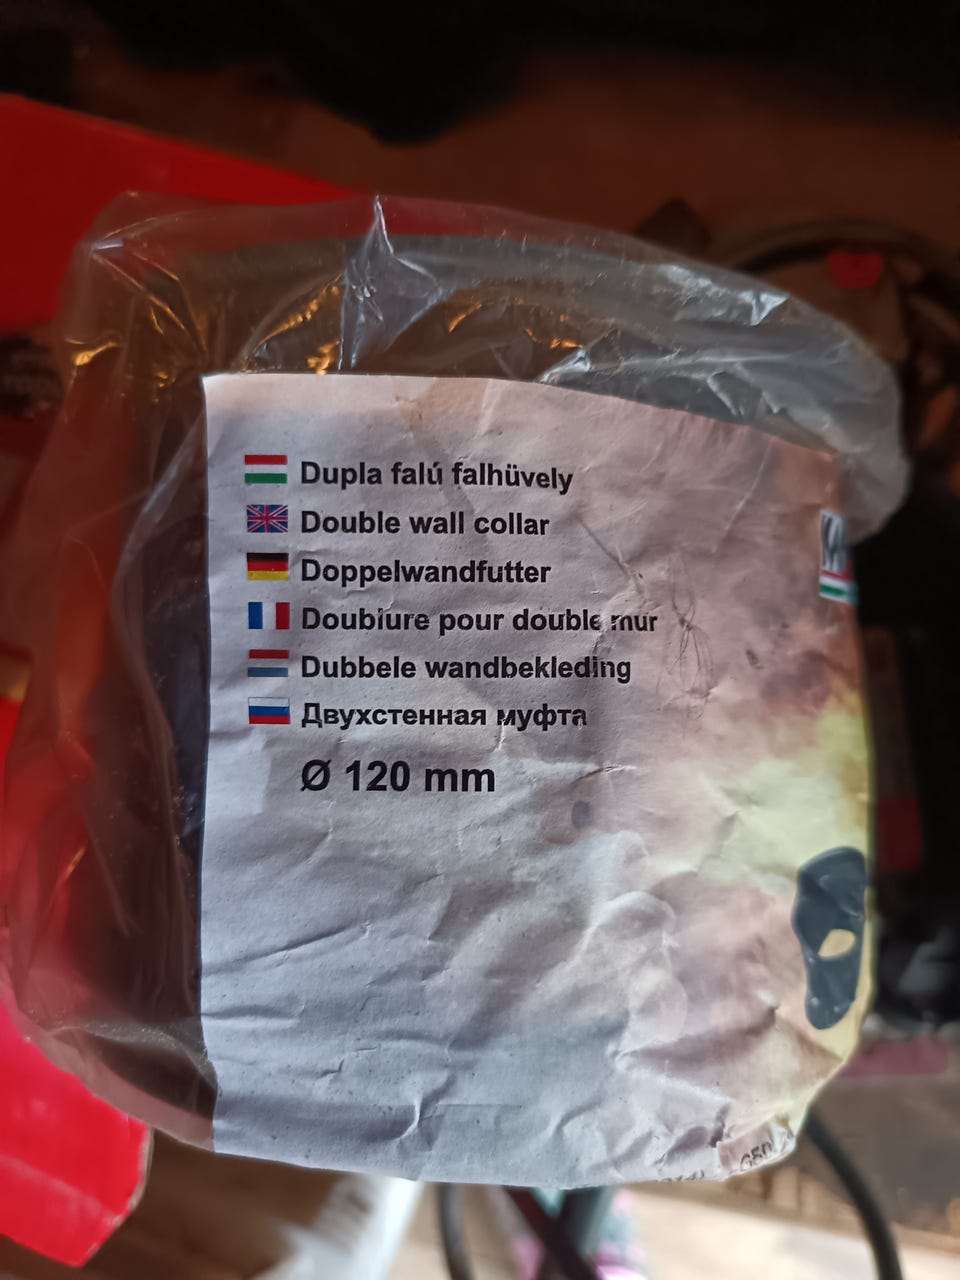 Dupla falú falhüvely
Double wall collar
Doppelwandfutter
Doublure pour double mur
Dubbele wandbekleding
Двухстенная муфта
Ø 120 mm